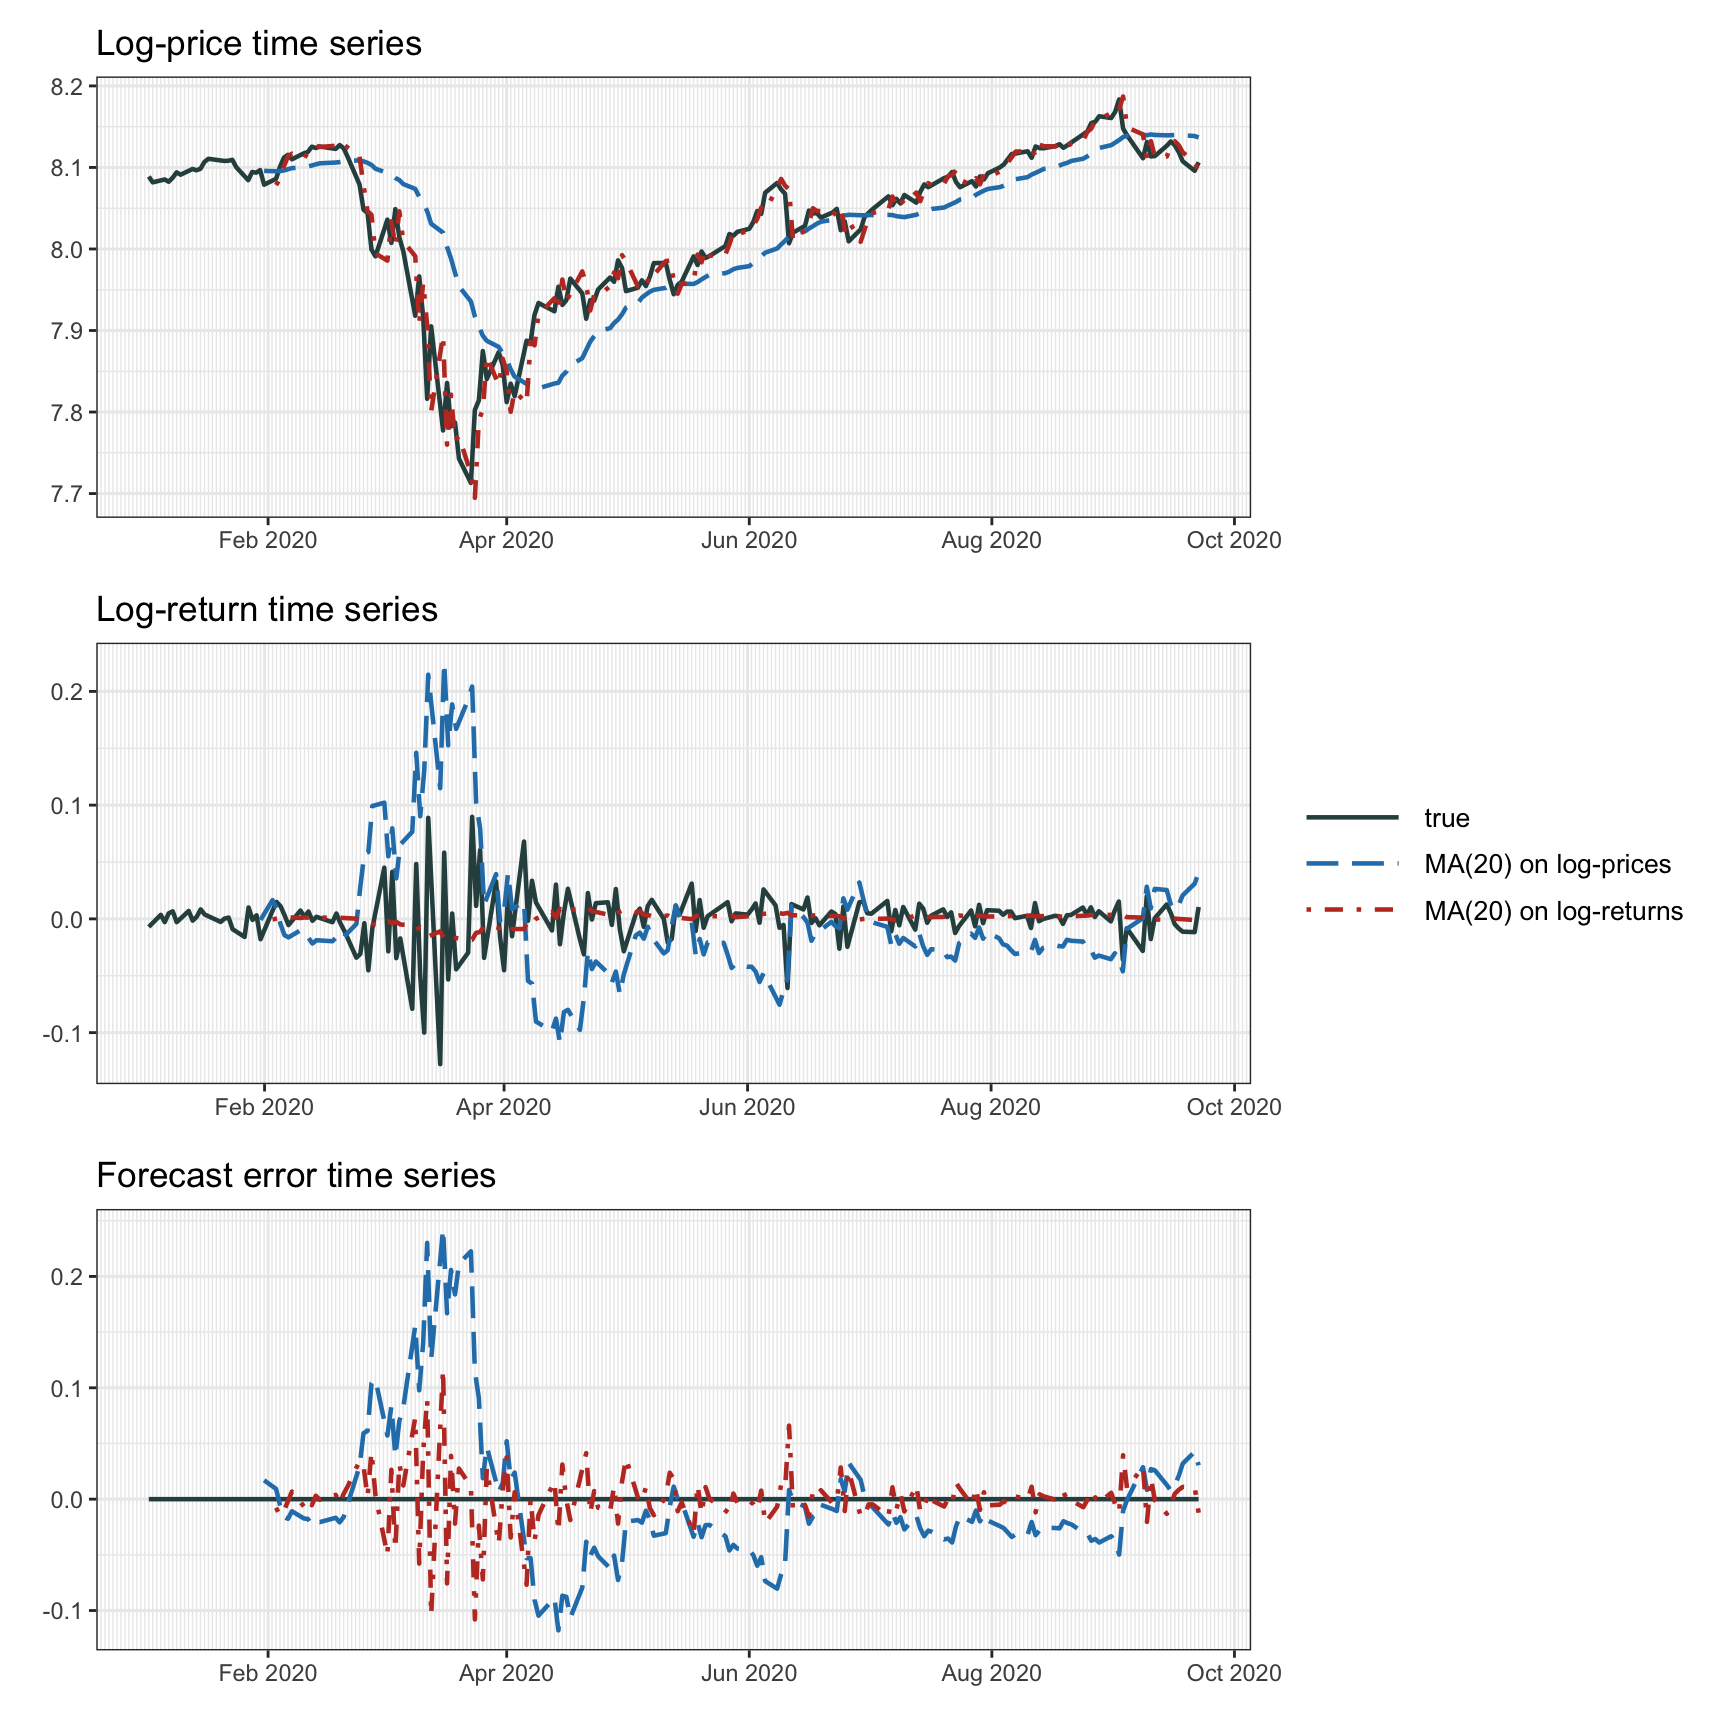 Log-price time series
8.2
8.1
8.0
7.9
7.8
7.7
Feb 2020 Apr 2020 Jun 2020 Aug 2020 Oct 2020
Log-return time series
0.2
0.1
0.0
-0.1
Feb 2020 Apr 2020 Jun 2020 Aug 2020 Oct 2020
true
MA(20) on log-prices
MA(20) on log-returns
Forecast error time series
0.2
0.1
0.0
-0.1
Feb 2020 Apr 2020 Jun 2020 Aug 2020 Oct 2020